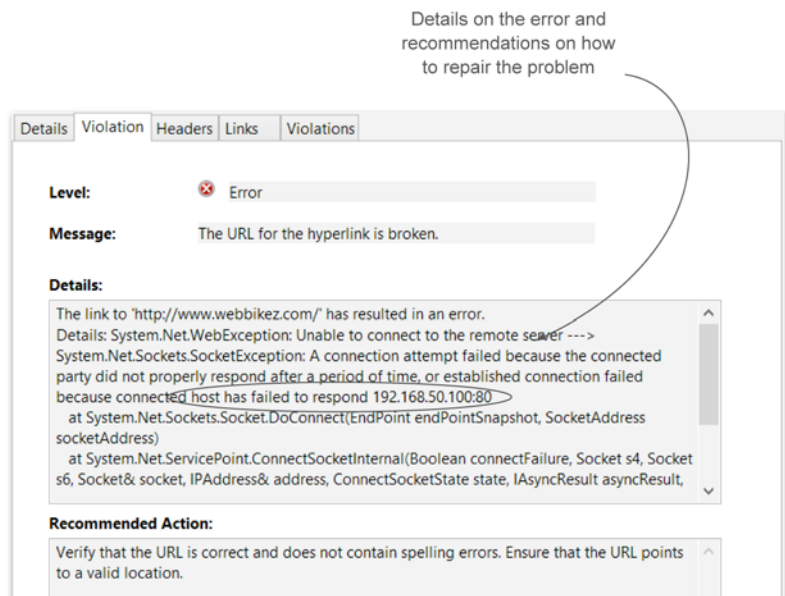 Details on the error and
recommendations on how
to repair the problem
Details Violation Headers Links Violations
Level: Error
Message: The URL for the hyperlink is broken.
Details:
The link to 'http://www.webbikez.com/' has resulted in an error.
Details: System.Net.WebException: Unable to connect to the remote server --->
System.Net.Sockets.SocketException: A connection attempt failed because the connected
party did not properly respond after a period of time, or established connection failed
because connected host has failed to respond 192.168.50.100:80
at System.Net.Sockets.Socket.DoConnect(EndPoint endPointSnapshot, SocketAddress
socketAddress)
at System.Net.ServicePoint.ConnectSocketInternal(Boolean connectFailure, Socket s4, Socket
s6, Socket& socket, IPAddress& address, ConnectSocketState state, IAsyncResult asyncResult,
Recommended Action:
Verify that the URL is correct and does not contain spelling errors. Ensure that the URL points
to a valid location.